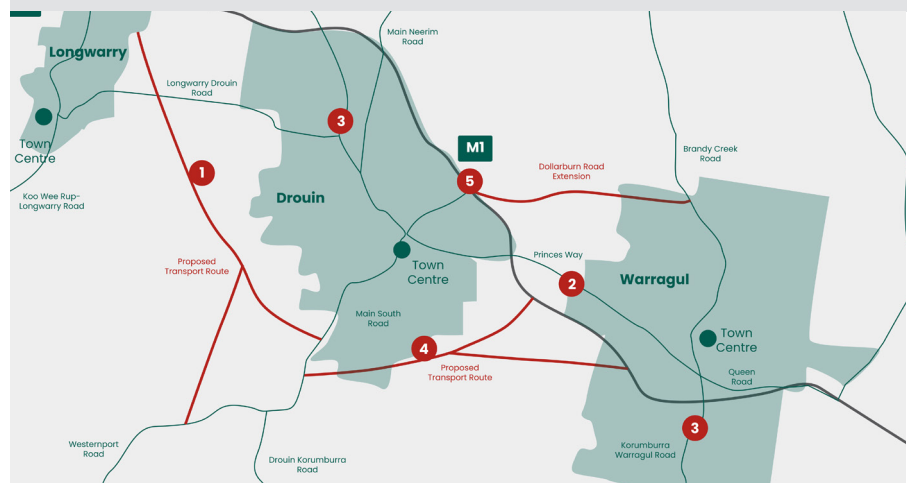 Longwarry
Main Neerim
Road
Longwarry Drouin
Road
Town
Centre
3
M1
Brandy Creek
Road
1
5
Dollarburn Road
Extension
Koo Wee Rup-
Longwarry Road
Drouin
Proposed
Transport Route
Town
Centre
Princes Way
2
Warragul
Main South
Road
4
Proposed
Transport Route
Town
Centre
Queen
Road
3
Westernport
Road
Drouin Korumburra
Road
Korumburra
Warragul Road